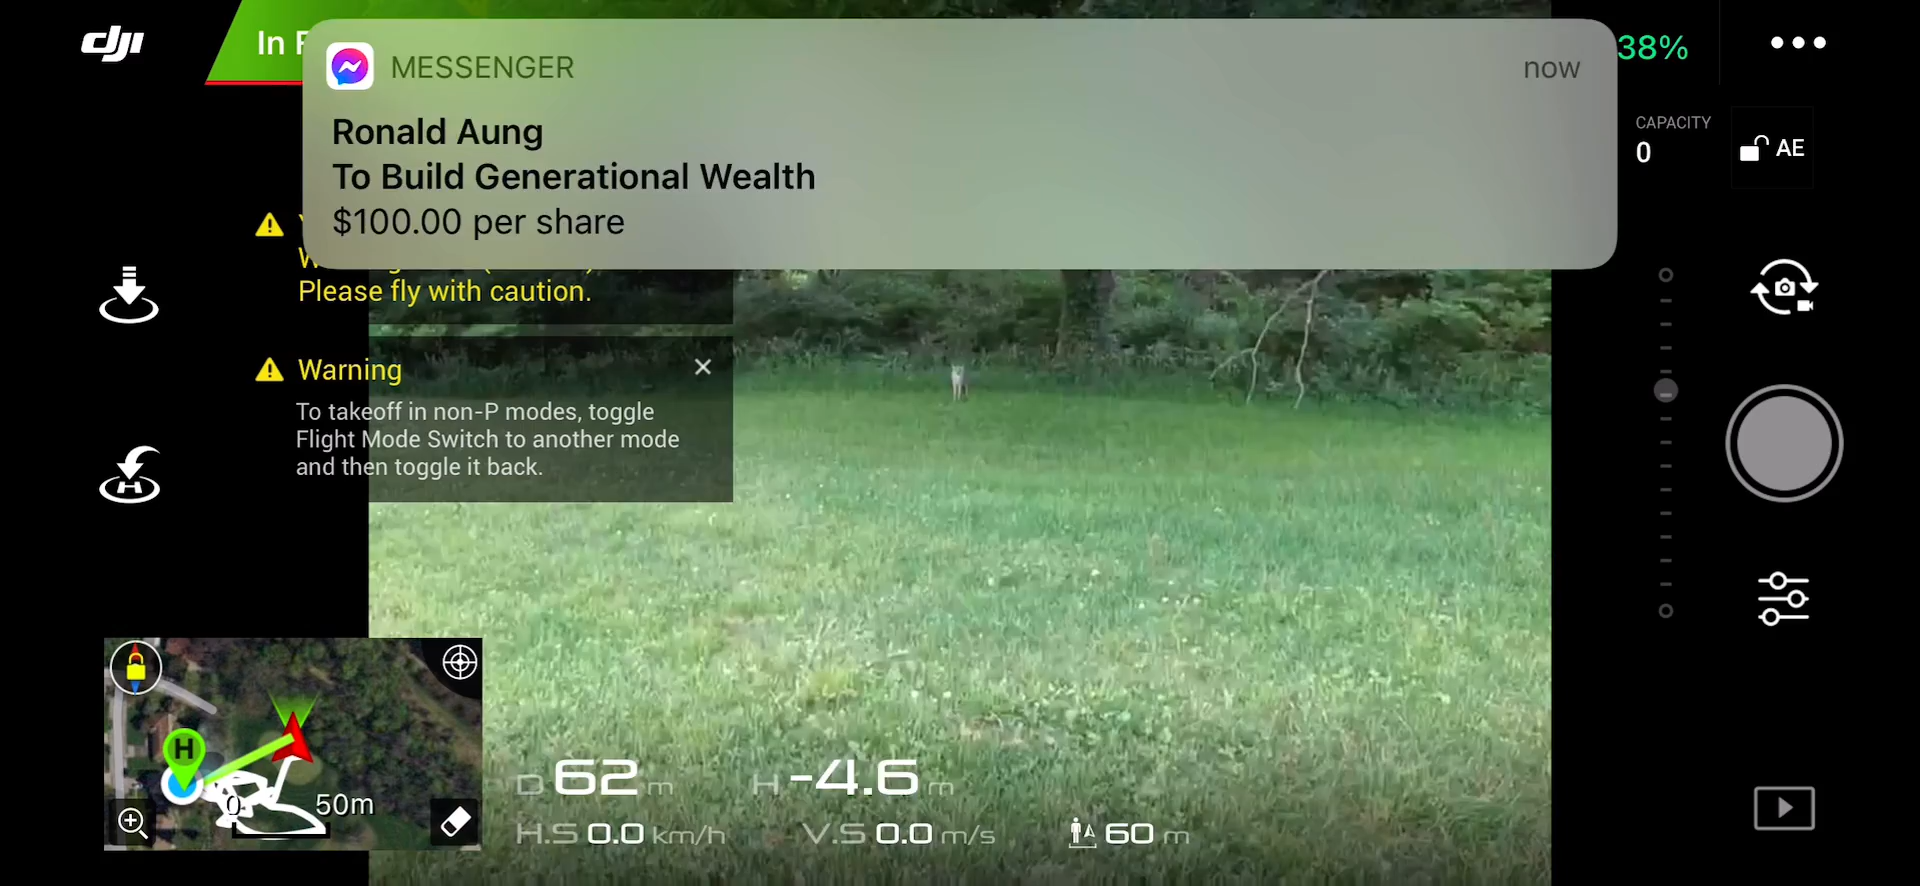 dji
In
MESSENGER
now
Ronald Aung
To Build Generational Wealth
$100.00 per share
38%
CAPACITY
0
AE
Please fly with caution.
Warning
To takeoff in non-P modes, toggle
Flight Mode Switch to another mode
and then toggle it back.
H
0
50m
D 62 m
H -4.6 m
H.S 0.0 km/h
V.S 0.0 m/s
60 m